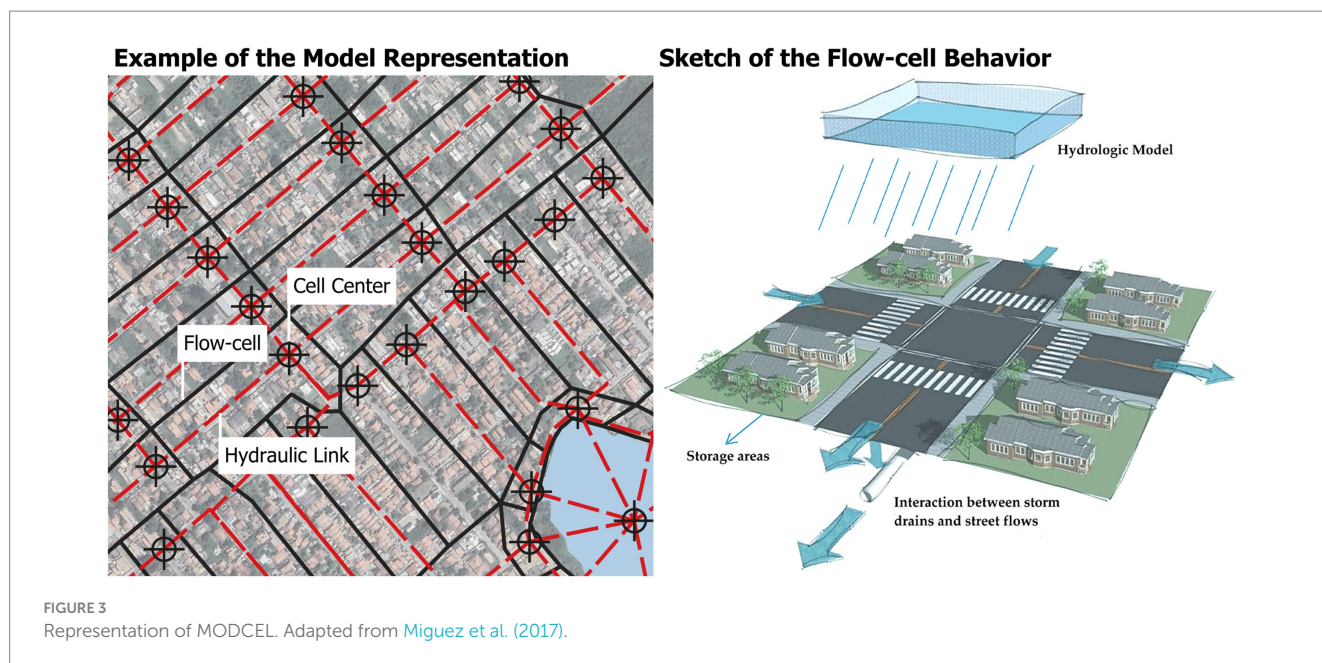 Example of the Model Representation
Sketch of the Flow-cell Behavior
Hydrologic Model
Cell Center
Flow-cell
Hydraulic Link
Storage areas
Interaction between storm
drains and street flows
FIGURE 3
Representation of MODCEL. Adapted from Miguez et al. (2017).